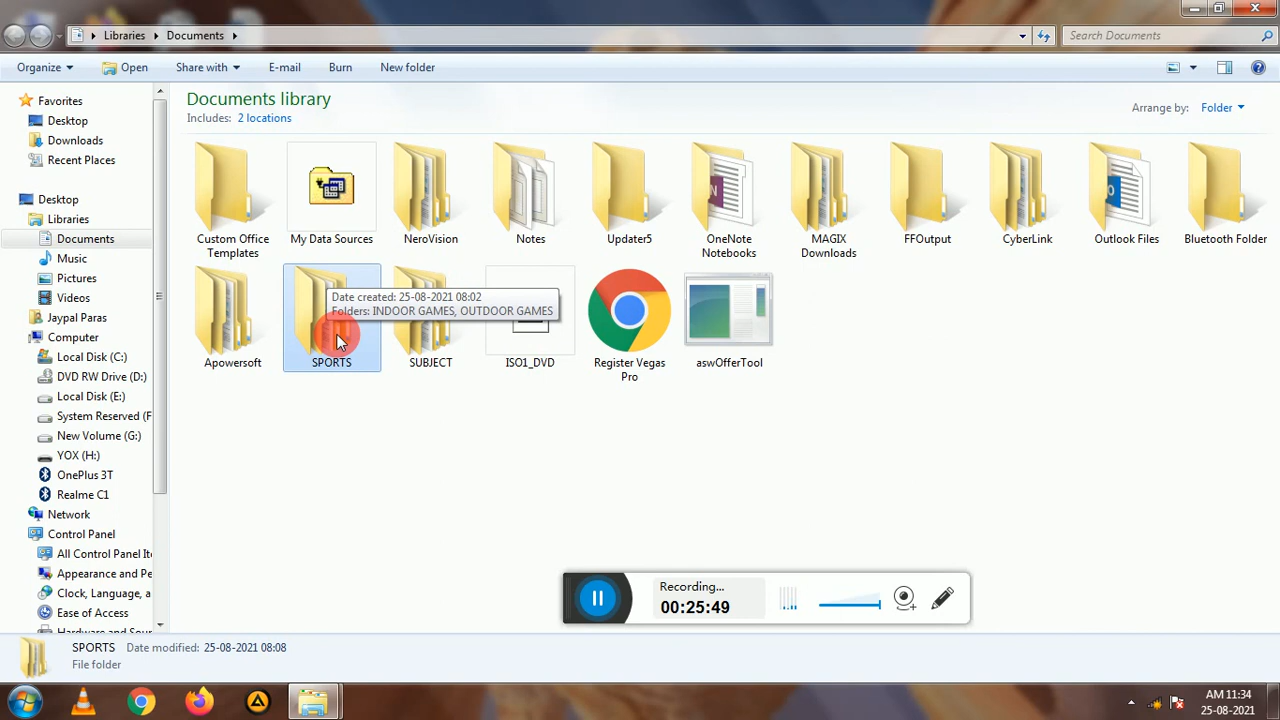 Libraries
Documents
Search Documents
Organize
Open
Share with
E-mail
Burn
New folder
Documents library
Includes: 2 locations
Arrange by: Folder
Favorites
Desktop
Downloads
Recent Places
Desktop
Libraries
Documents
Music
Pictures
Videos
Jaypal Paras
Computer
Local Disk (C:)
DVD RW Drive (D:)
Local Disk (E:)
System Reserved (F
New Volume (G:)
YOX (H:)
OnePlus 3T
Realme C1
Network
Control Panel
All Control Panel Ite
Appearance and Pe
Clock, Language, a
Ease of Access
Hardware and Sou
Custom Office
Templates
My Data Sources
NeroVision
Notes
Updater5
OneNote
Notebooks
MAGIX
Downloads
FFOutput
CyberLink
Outlook Files
Bluetooth Folder
Date created: 25-08-2021 08:02
Folders: INDOOR GAMES, OUTDOOR GAMES
Apowersoft
SPORTS
SUBJECT
ISO1_DVD
Register Vegas
Pro
aswOfferTool
Recording...
00:25:49
SPORTS Date modified: 25-08-2021 08:08
File folder
AM 11:34
25-08-2021